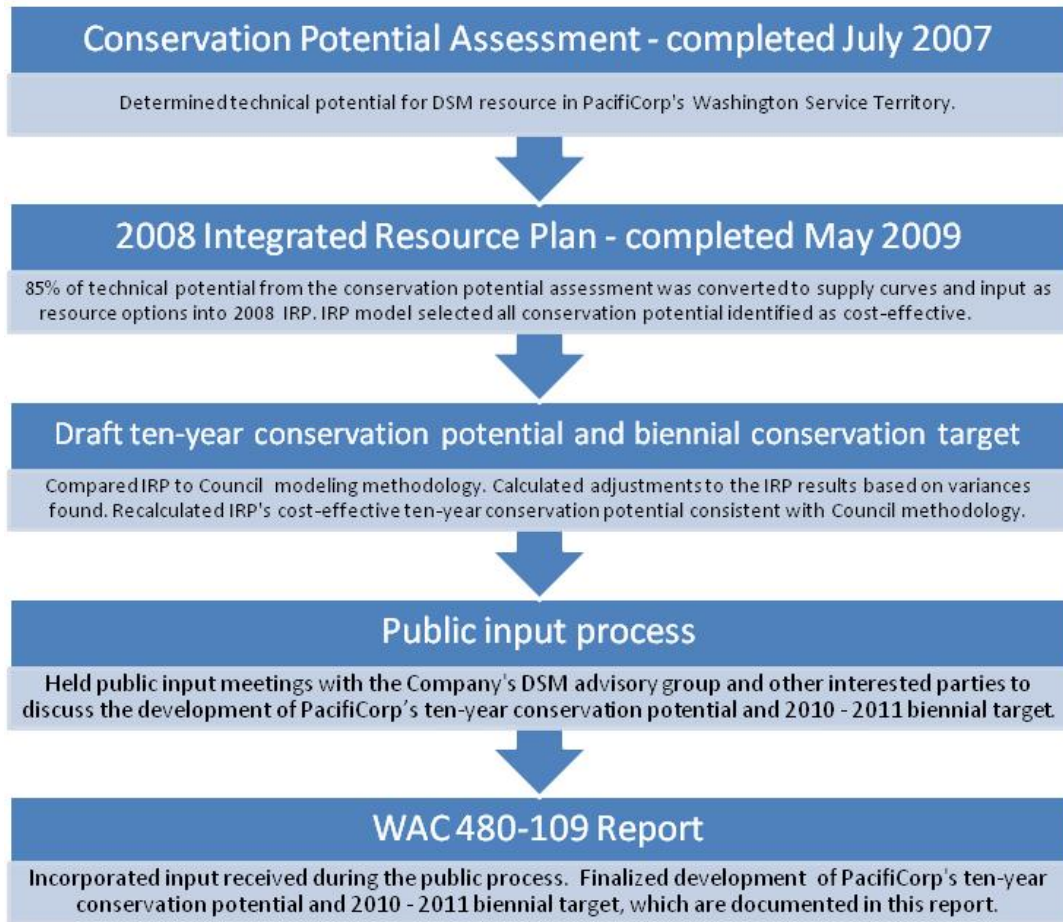 Conservation Potential Assessment - completed July 2007
Determined technical potential for DSM resource in PacifiCorp's Washington Service Territory.
2008 Integrated Resource Plan - completed May 2009
85% of technical potential from the conservation potential assessment was converted to supply curves and input as
resource options into 2008 IRP. IRP model selected all conservation potential identified as cost-effective.
Draft ten-year conservation potential and biennial conservation target
Compared IRP to Council modeling methodology. Calculated adjustments to the IRP results based on variances
found. Recalculated IRP's cost-effective ten-year conservation potential consistent with Council methodology.
Public input process
Held public input meetings with the Company's DSM advisory group and other interested parties to
discuss the development of PacifiCorp's ten-year conservation potential and 2010 - 2011 biennial target.
WAC 480-109 Report
Incorporated input received during the public process. Finalized development of PacifiCorp's ten-year
conservation potential and 2010 - 2011 biennial target, which are documented in this report.